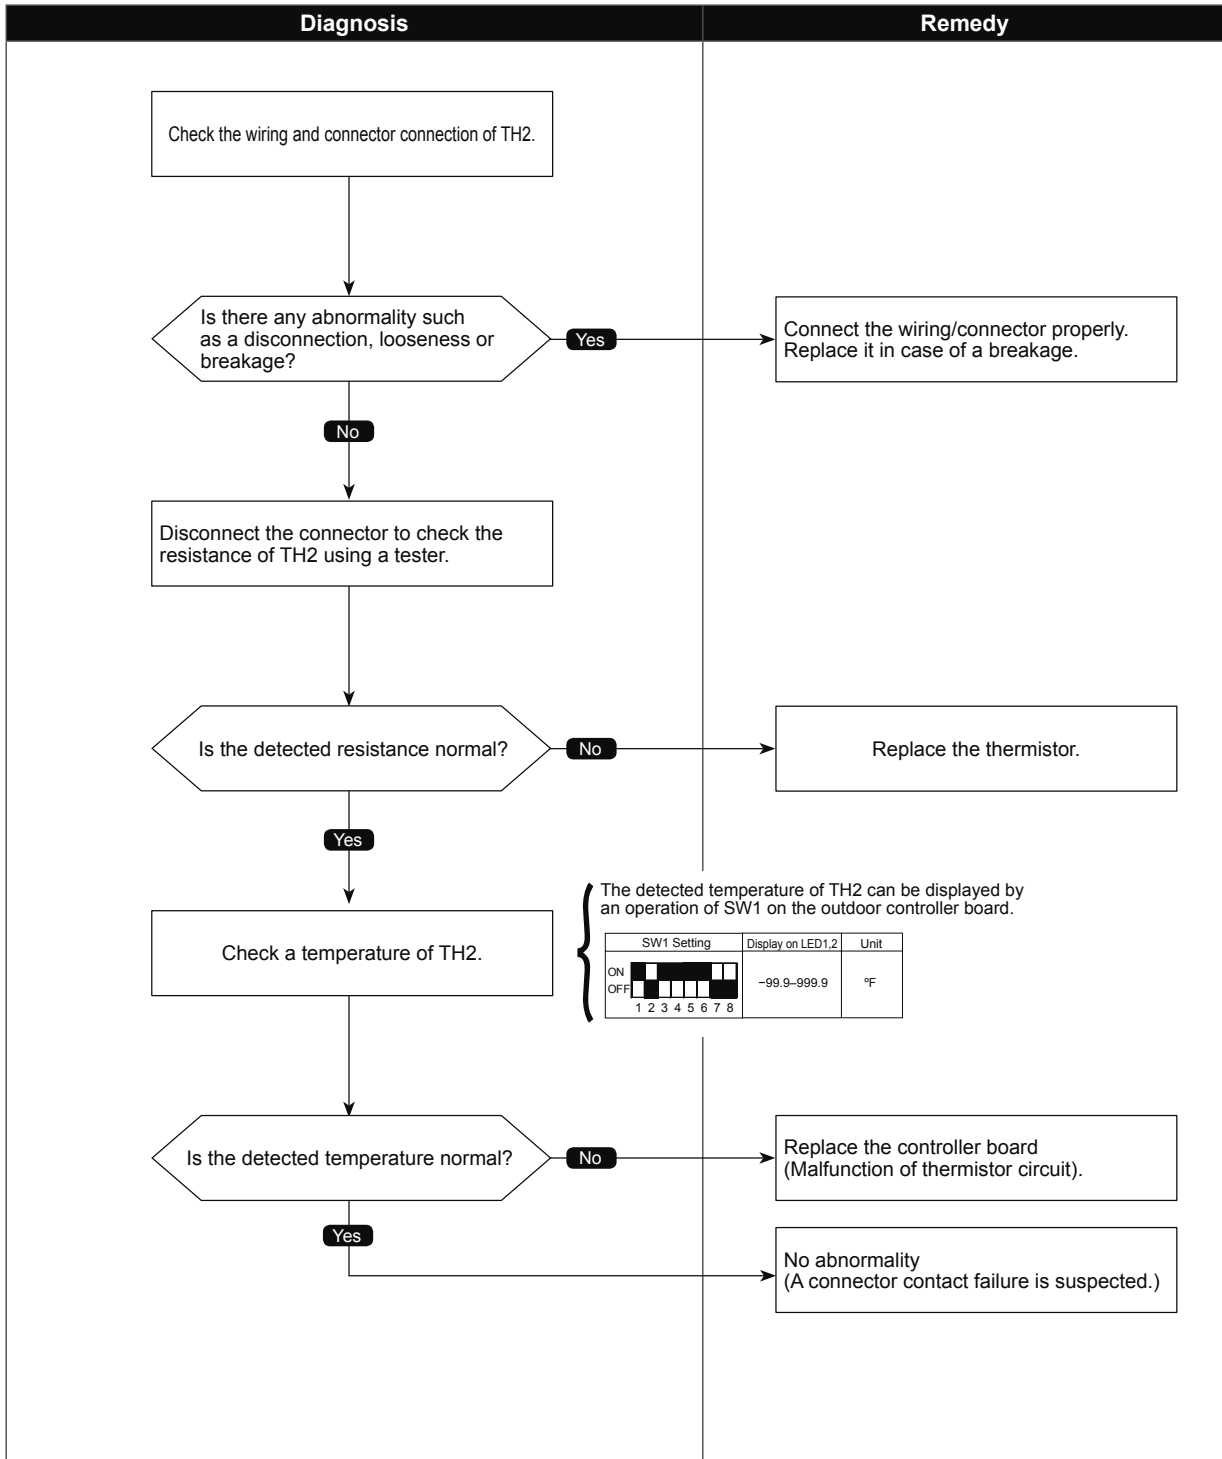 Diagnosis
Remedy
Check the wiring and connector connection of TH2.
Is there any abnormality such
as a disconnection, looseness or
breakage?
Yes
Connect the wiring/connector properly.
Replace it in case of a breakage.
No
Disconnect the connector to check the
resistance of TH2 using a tester.
Is the detected resistance normal?
No
Replace the thermistor.
Yes
Check a temperature of TH2.
The detected temperature of TH2 can be displayed by
an operation of SW1 on the outdoor controller board.
SW1 Setting
Display on LED1,2
Unit
ON
OFF
1 2 3 4 5 6 7 8
−99.9–999.9
ºF
Is the detected temperature normal?
No
Replace the controller board
(Malfunction of thermistor circuit).
Yes
No abnormality
(A connector contact failure is suspected.)